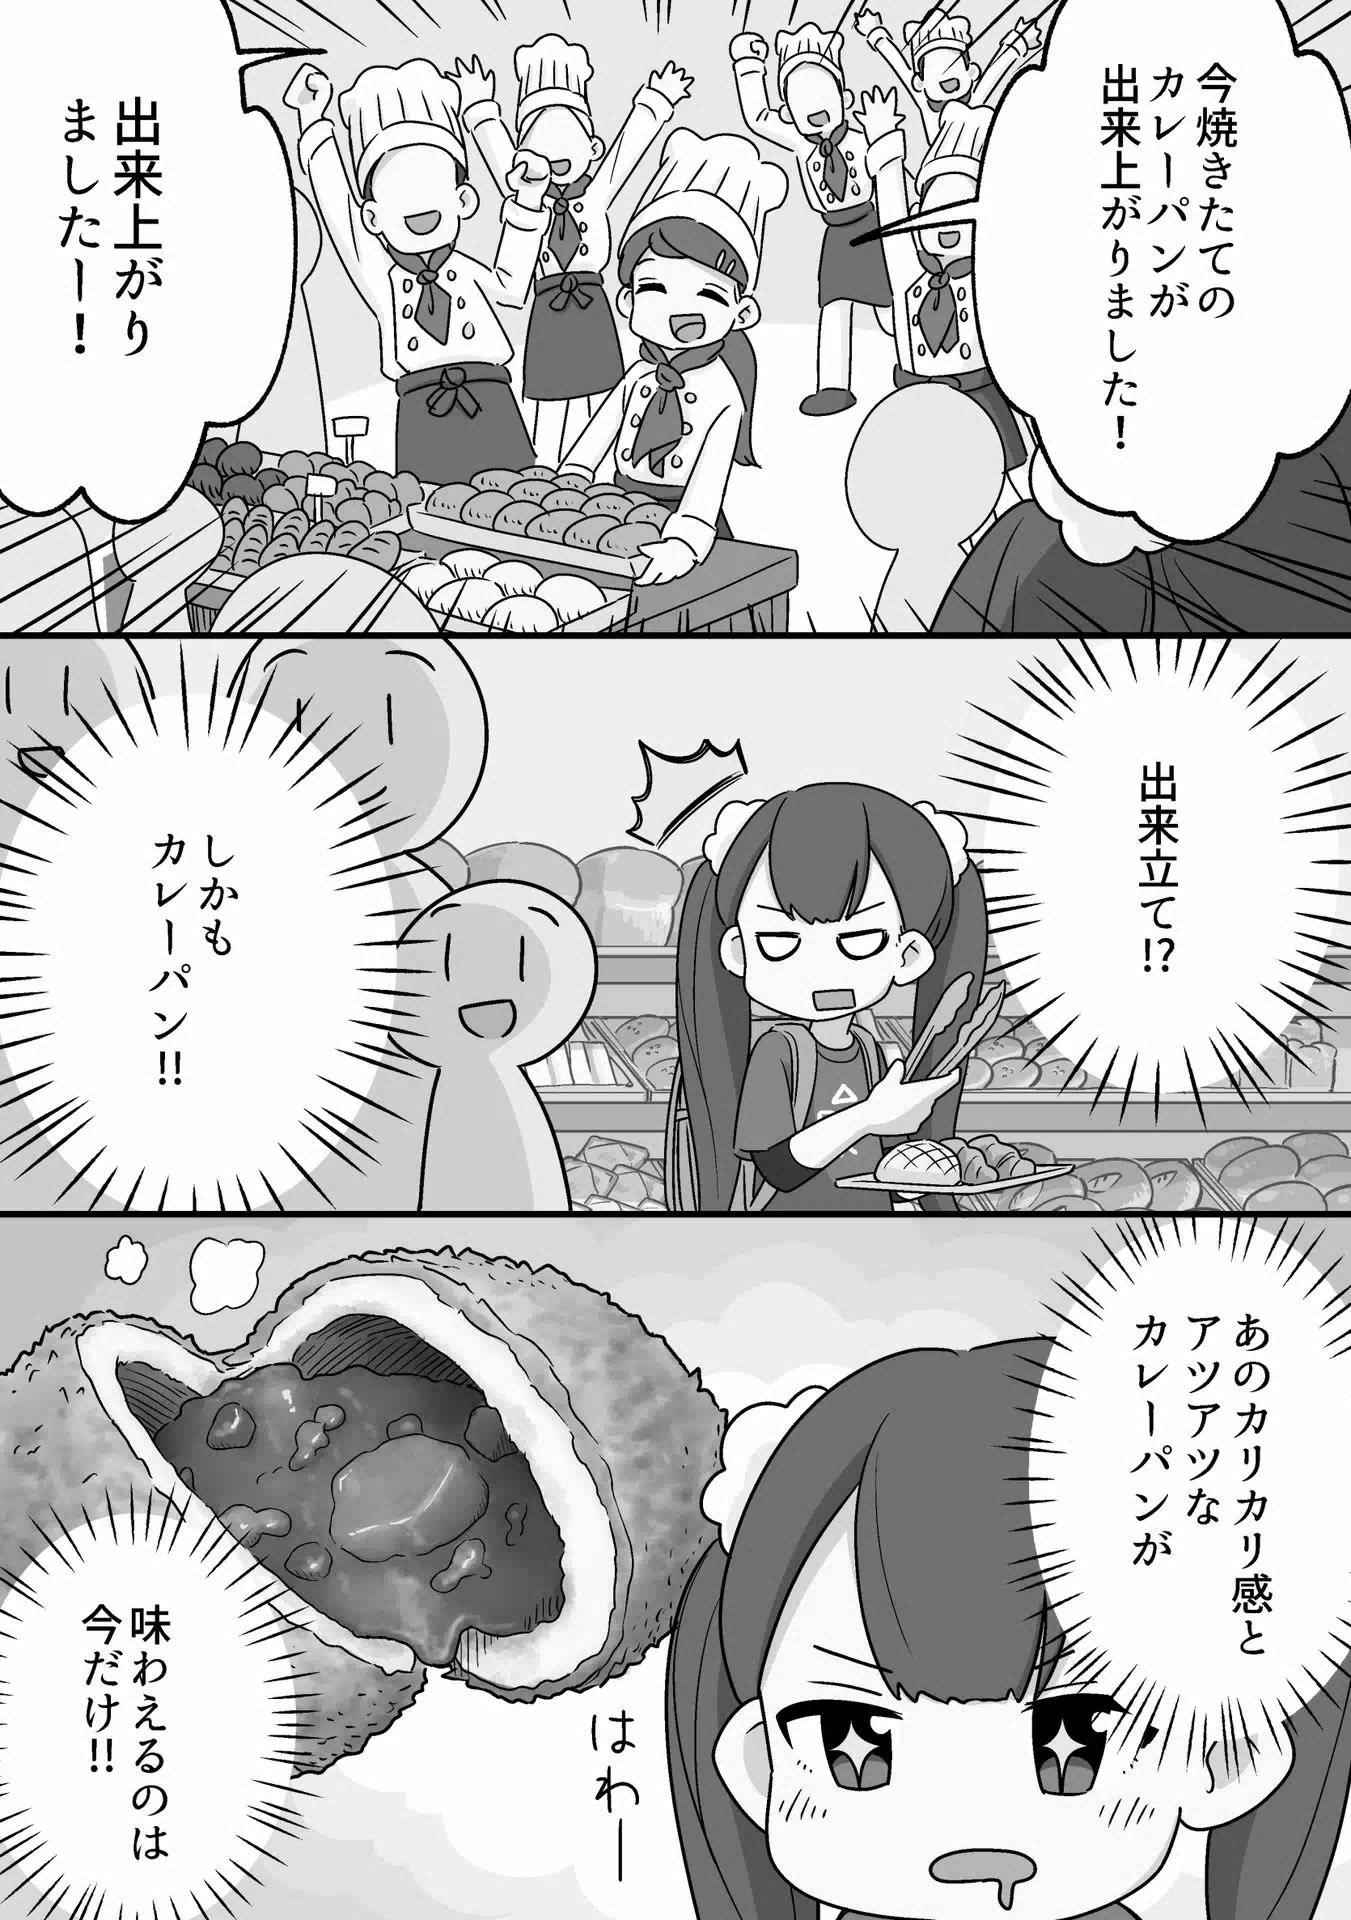 今焼きたての
カレーパンが
出来上がりました！
出来上がり
ましたー！
出来立て!?
しかも
カレーパン!!
あのカリカリ感と
アツアツな
カレーパンが
味わえるのは
今だけ!!
はわー